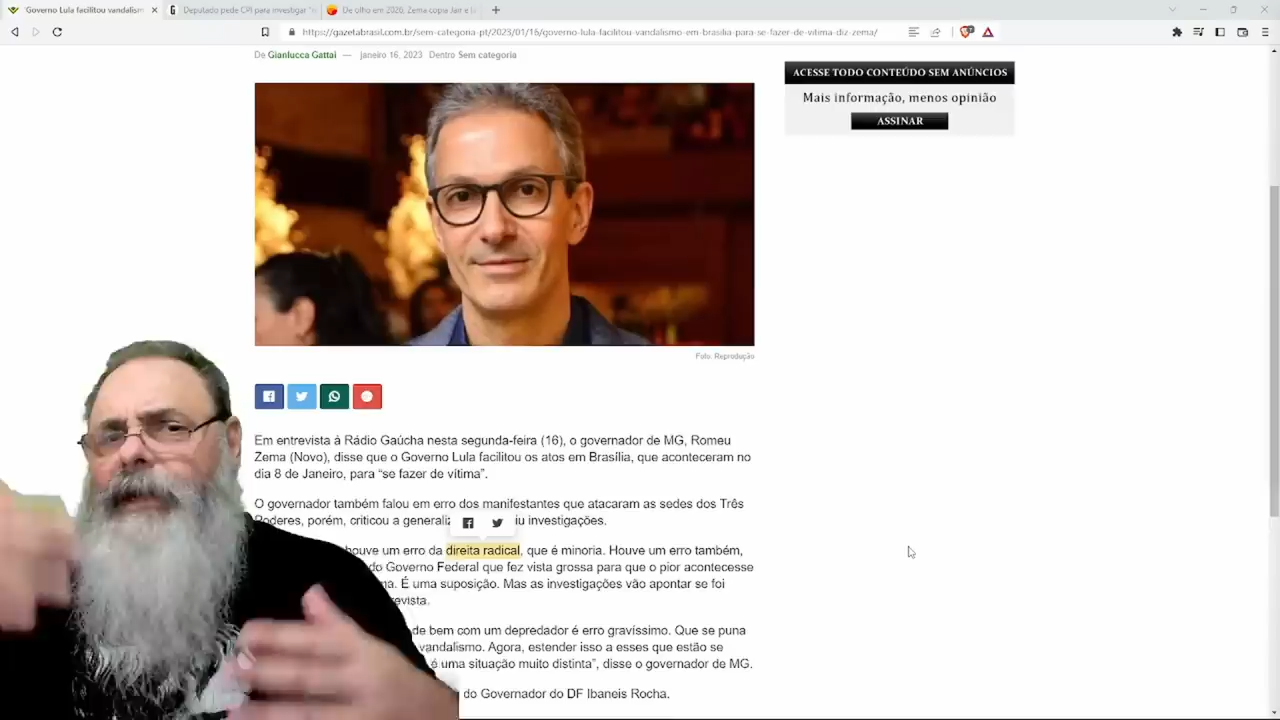 Governo Lula facilitou vandalism
Deputado pede CPI para investigar
De olho em 2026, Zema copia Jair e
https://gazetabrasil.com.br/sem-categoria-pt/2023/01/16/governo-lula-facilitou-vandalismo-em-brasilia-para-se-fazer-de-vitima-diz-zema/
De Gianlucca Gattai — janeiro 16, 2023 Dentro Sem categoria
ACESSE TODO CONTEÚDO SEM ANÚNCIOS
Mais informação, menos opinião
ASSINAR
Foto: Reprodução
Em entrevista à Rádio Gaúcha nesta segunda-feira (16), o governador de MG, Romeu
Zema (Novo), disse que o Governo Lula facilitou os atos em Brasília, que aconteceram no
dia 8 de Janeiro, para “se fazer de vítima”.
O governador também falou em erro dos manifestantes que atacaram as sedes dos Três
Poderes, porém, criticou a generaliz iu investigações.
houve um erro da direita radical, que é minoria. Houve um erro também,
do Governo Federal que fez vista grossa para que o pior acontecesse
ma. É uma suposição. Mas as investigações vão apontar se foi
revista.
de bem com um depredador é erro gravíssimo. Que se puna
vandalismo. Agora, estender isso a esses que estão se
é uma situação muito distinta”, disse o governador de MG.
do Governador do DF Ibaneis Rocha.